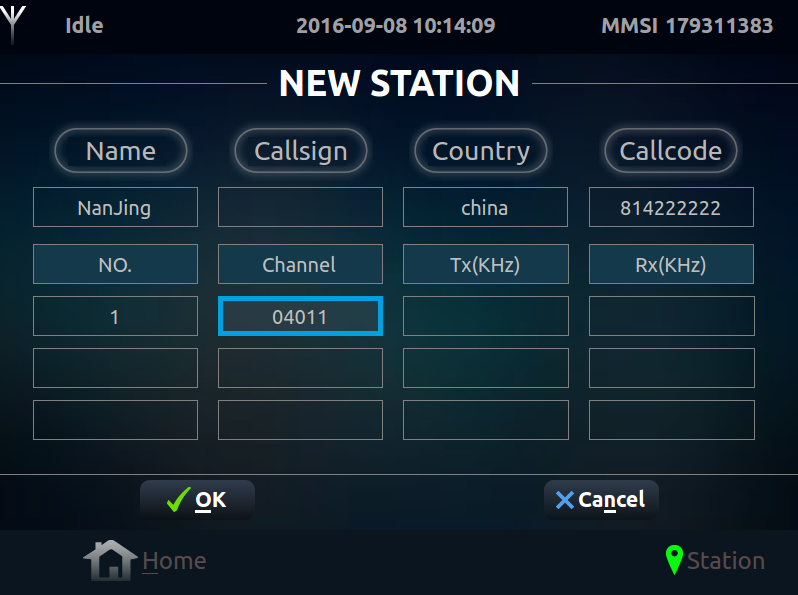 Idle 2016-09-08 10:14:09 MMSI 179311383
NEW STATION
Name Callsign Country Callcode
NanJing china 814222222
NO. Channel Tx(KHz) Rx(KHz)
1 04011
OK Cancel
Home Station